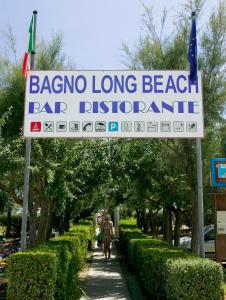 BAGNO LONG BEACH
BAR RISTORANTE
P